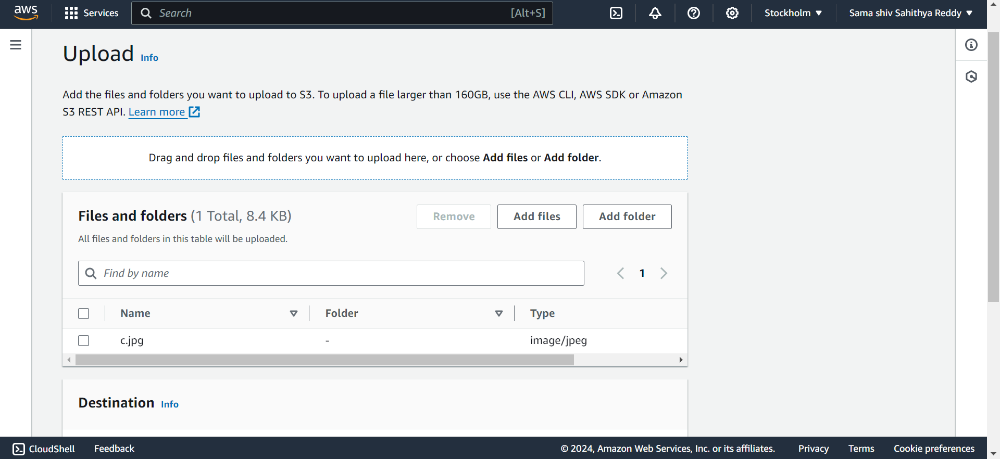 aws
Services
Search
[Alt+S]
Stockholm
Sama shiv Sahithya Reddy
Upload Info
Add the files and folders you want to upload to S3. To upload a file larger than 160GB, use the AWS CLI, AWS SDK or Amazon
S3 REST API. Learn more
Drag and drop files and folders you want to upload here, or choose Add files or Add folder.
Files and folders (1 Total, 8.4 KB)
Remove
Add files
Add folder
All files and folders in this table will be uploaded.
Find by name
1
Name
Folder
Type
c.jpg
-
image/jpeg
Destination Info
CloudShell
Feedback
© 2024, Amazon Web Services, Inc. or its affiliates.
Privacy
Terms
Cookie preferences